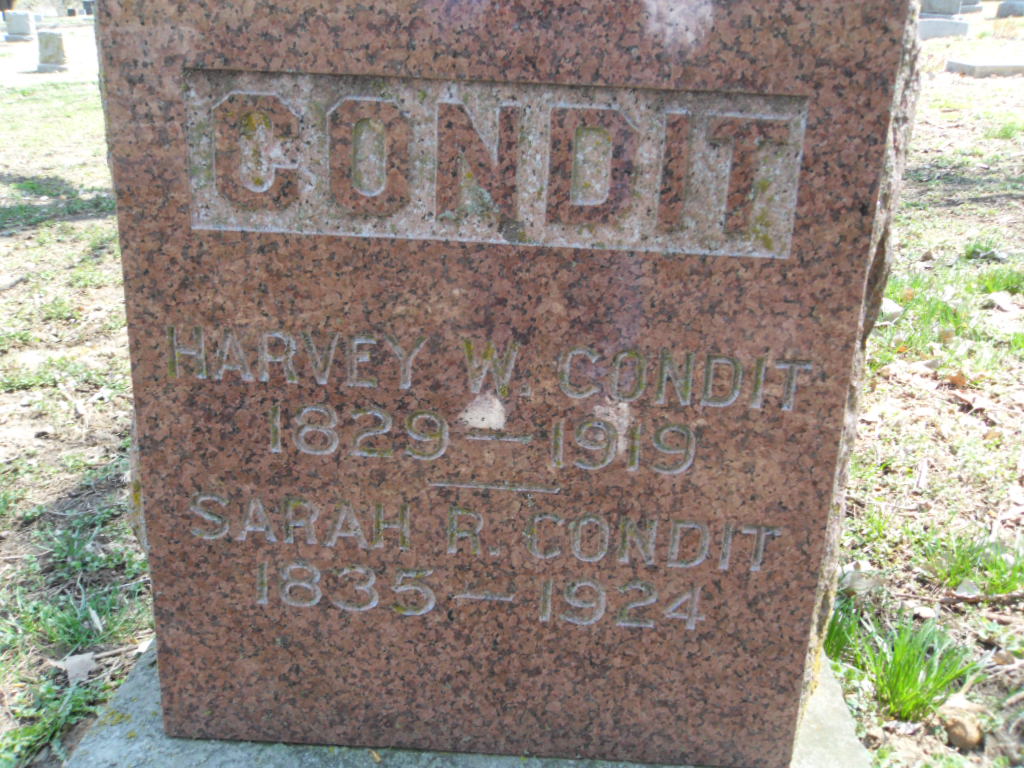 CONDIT
HARVEY W. CONDIT
1829 — 1919
SARAH R. CONDIT
1835 — 1924